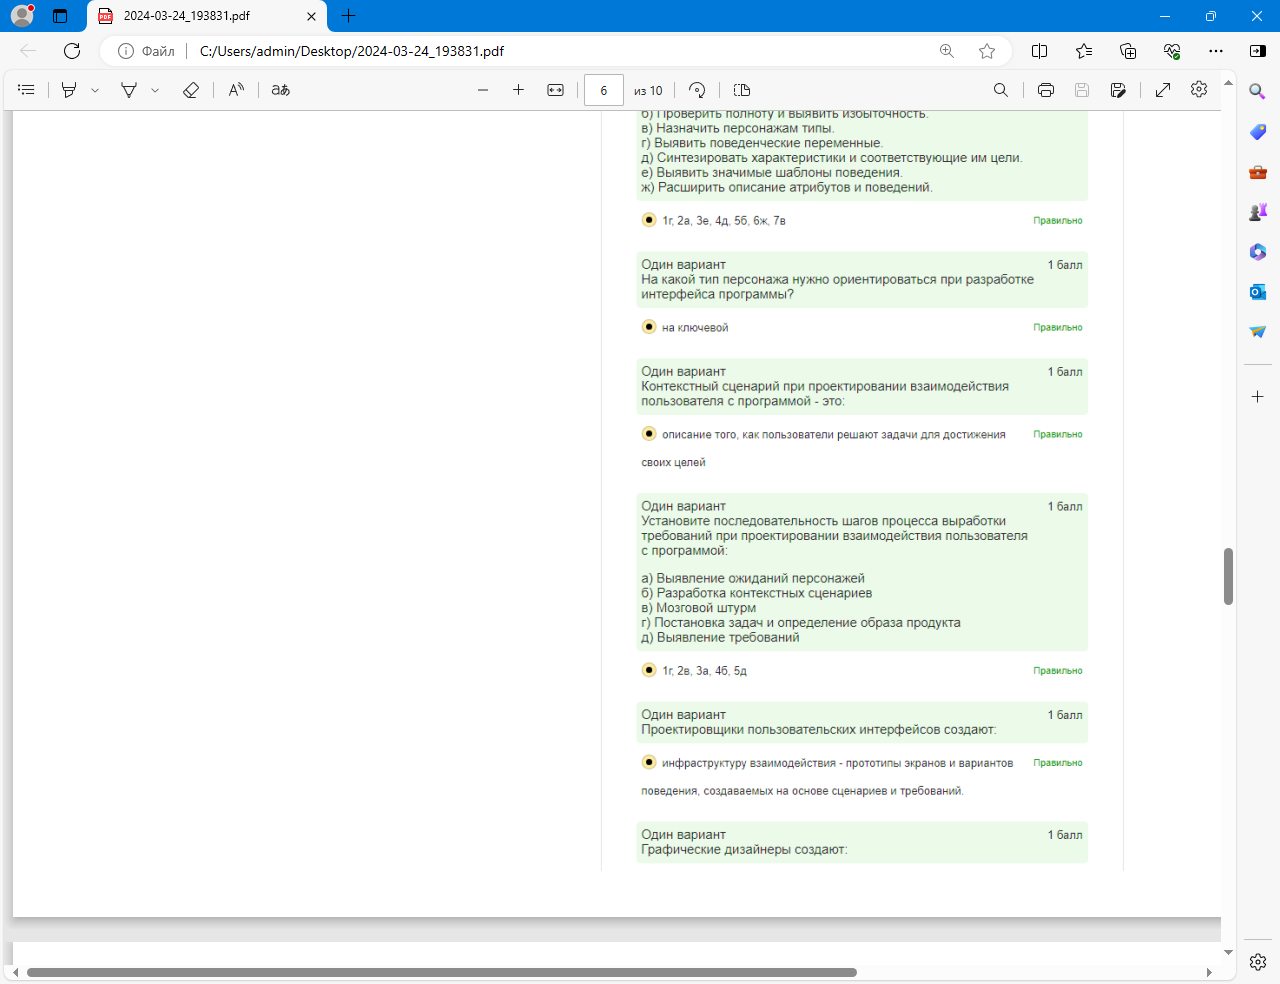 2024-03-24_193831.pdf
Файл
C:/Users/admin/Desktop/2024-03-24_193831.pdf
6 из 10
б) Проверить полноту и выявить избыточность.
в) Назначить персонажам типы.
г) Выявить поведенческие переменные.
д) Синтезировать характеристики и соответствующие им цели.
е) Выявить значимые шаблоны поведения.
ж) Расширить описание атрибутов и поведений.
1г, 2а, 3е, 4д, 5б, 6ж, 7в Правильно
Один вариант 1 балл
На какой тип персонажа нужно ориентироваться при разработке
интерфейса программы?
на ключевой Правильно
Один вариант 1 балл
Контекстный сценарий при проектировании взаимодействия
пользователя с программой - это:
описание того, как пользователи решают задачи для достижения Правильно
своих целей
Один вариант 1 балл
Установите последовательность шагов процесса выработки
требований при проектировании взаимодействия пользователя
с программой:
а) Выявление ожиданий персонажей
б) Разработка контекстных сценариев
в) Мозговой штурм
г) Постановка задач и определение образа продукта
д) Выявление требований
1г, 2в, 3а, 4б, 5д Правильно
Один вариант 1 балл
Проектировщики пользовательских интерфейсов создают:
инфраструктуру взаимодействия - прототипы экранов и вариантов Правильно
поведения, создаваемых на основе сценариев и требований.
Один вариант 1 балл
Графические дизайнеры создают: